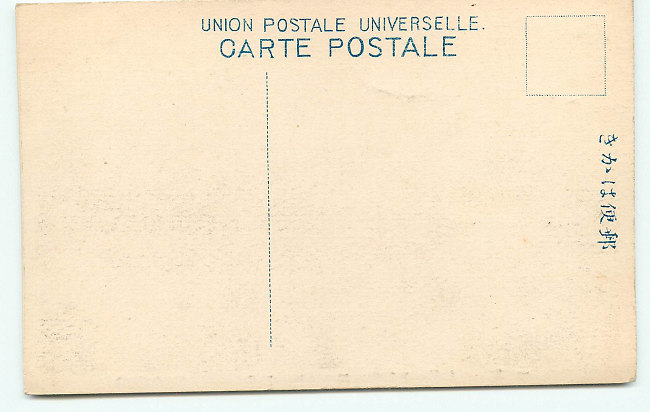 UNION POSTALE UNIVERSELLE.
CARTE POSTALE
郵便はかき